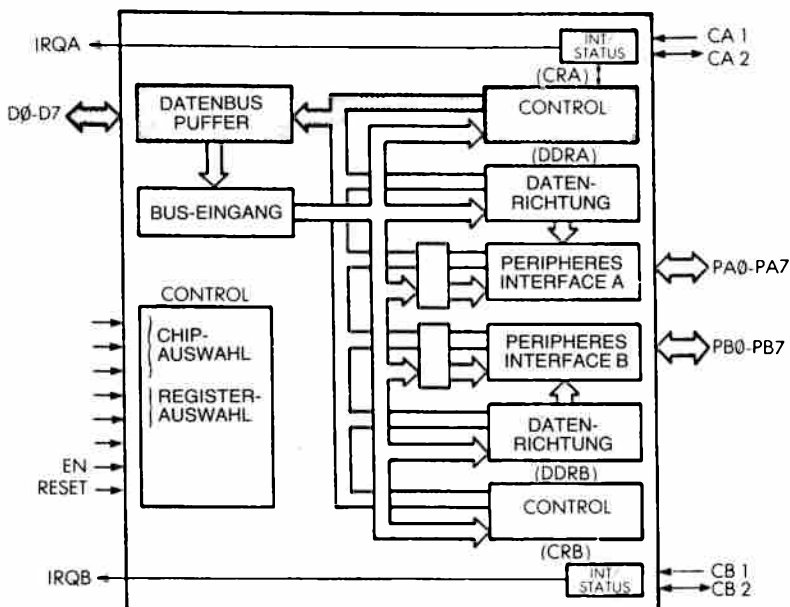 IRQA
INT/
STATUS
CA 1
CA 2
(CRA)
CONTROL
DØ-D7
DATENBUS
PUFFER
(DDRA)
DATEN-
RICHTUNG
BUS-EINGANG
PERIPHERES
INTERFACE A
PAØ-PA7
CONTROL
CHIP-
AUSWAHL
REGISTER-
AUSWAHL
PERIPHERES
INTERFACE B
PBØ-PB7
DATEN-
RICHTUNG
(DDRB)
EN
RESET
CONTROL
(CRB)
IRQB
INT/
STATUS
CB 1
CB 2